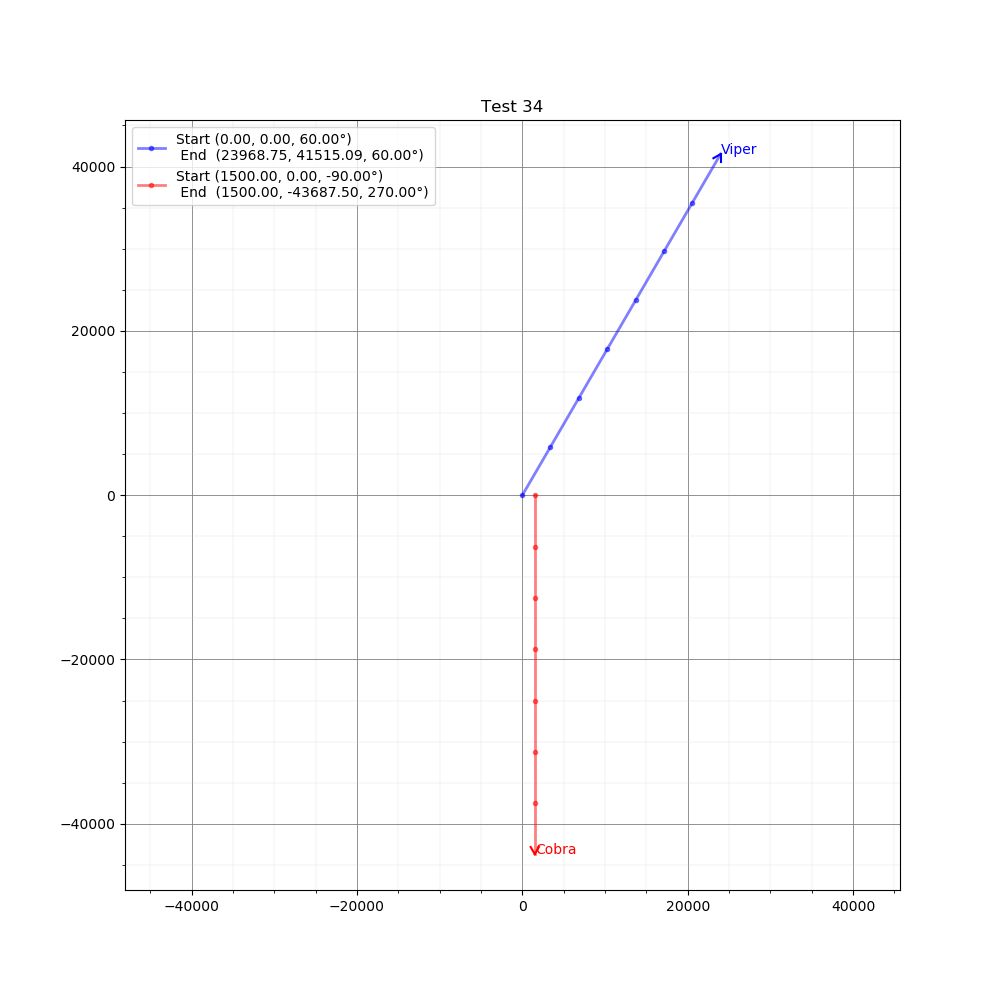 Test 34
Start (0.00, 0.00, 60.00°)
End  (23968.75, 41515.09, 60.00°)
Start (1500.00, 0.00, -90.00°)
End  (1500.00, -43687.50, 270.00°)
Viper
40000
20000
0
−20000
−40000
Cobra
−40000
−20000
0
20000
40000